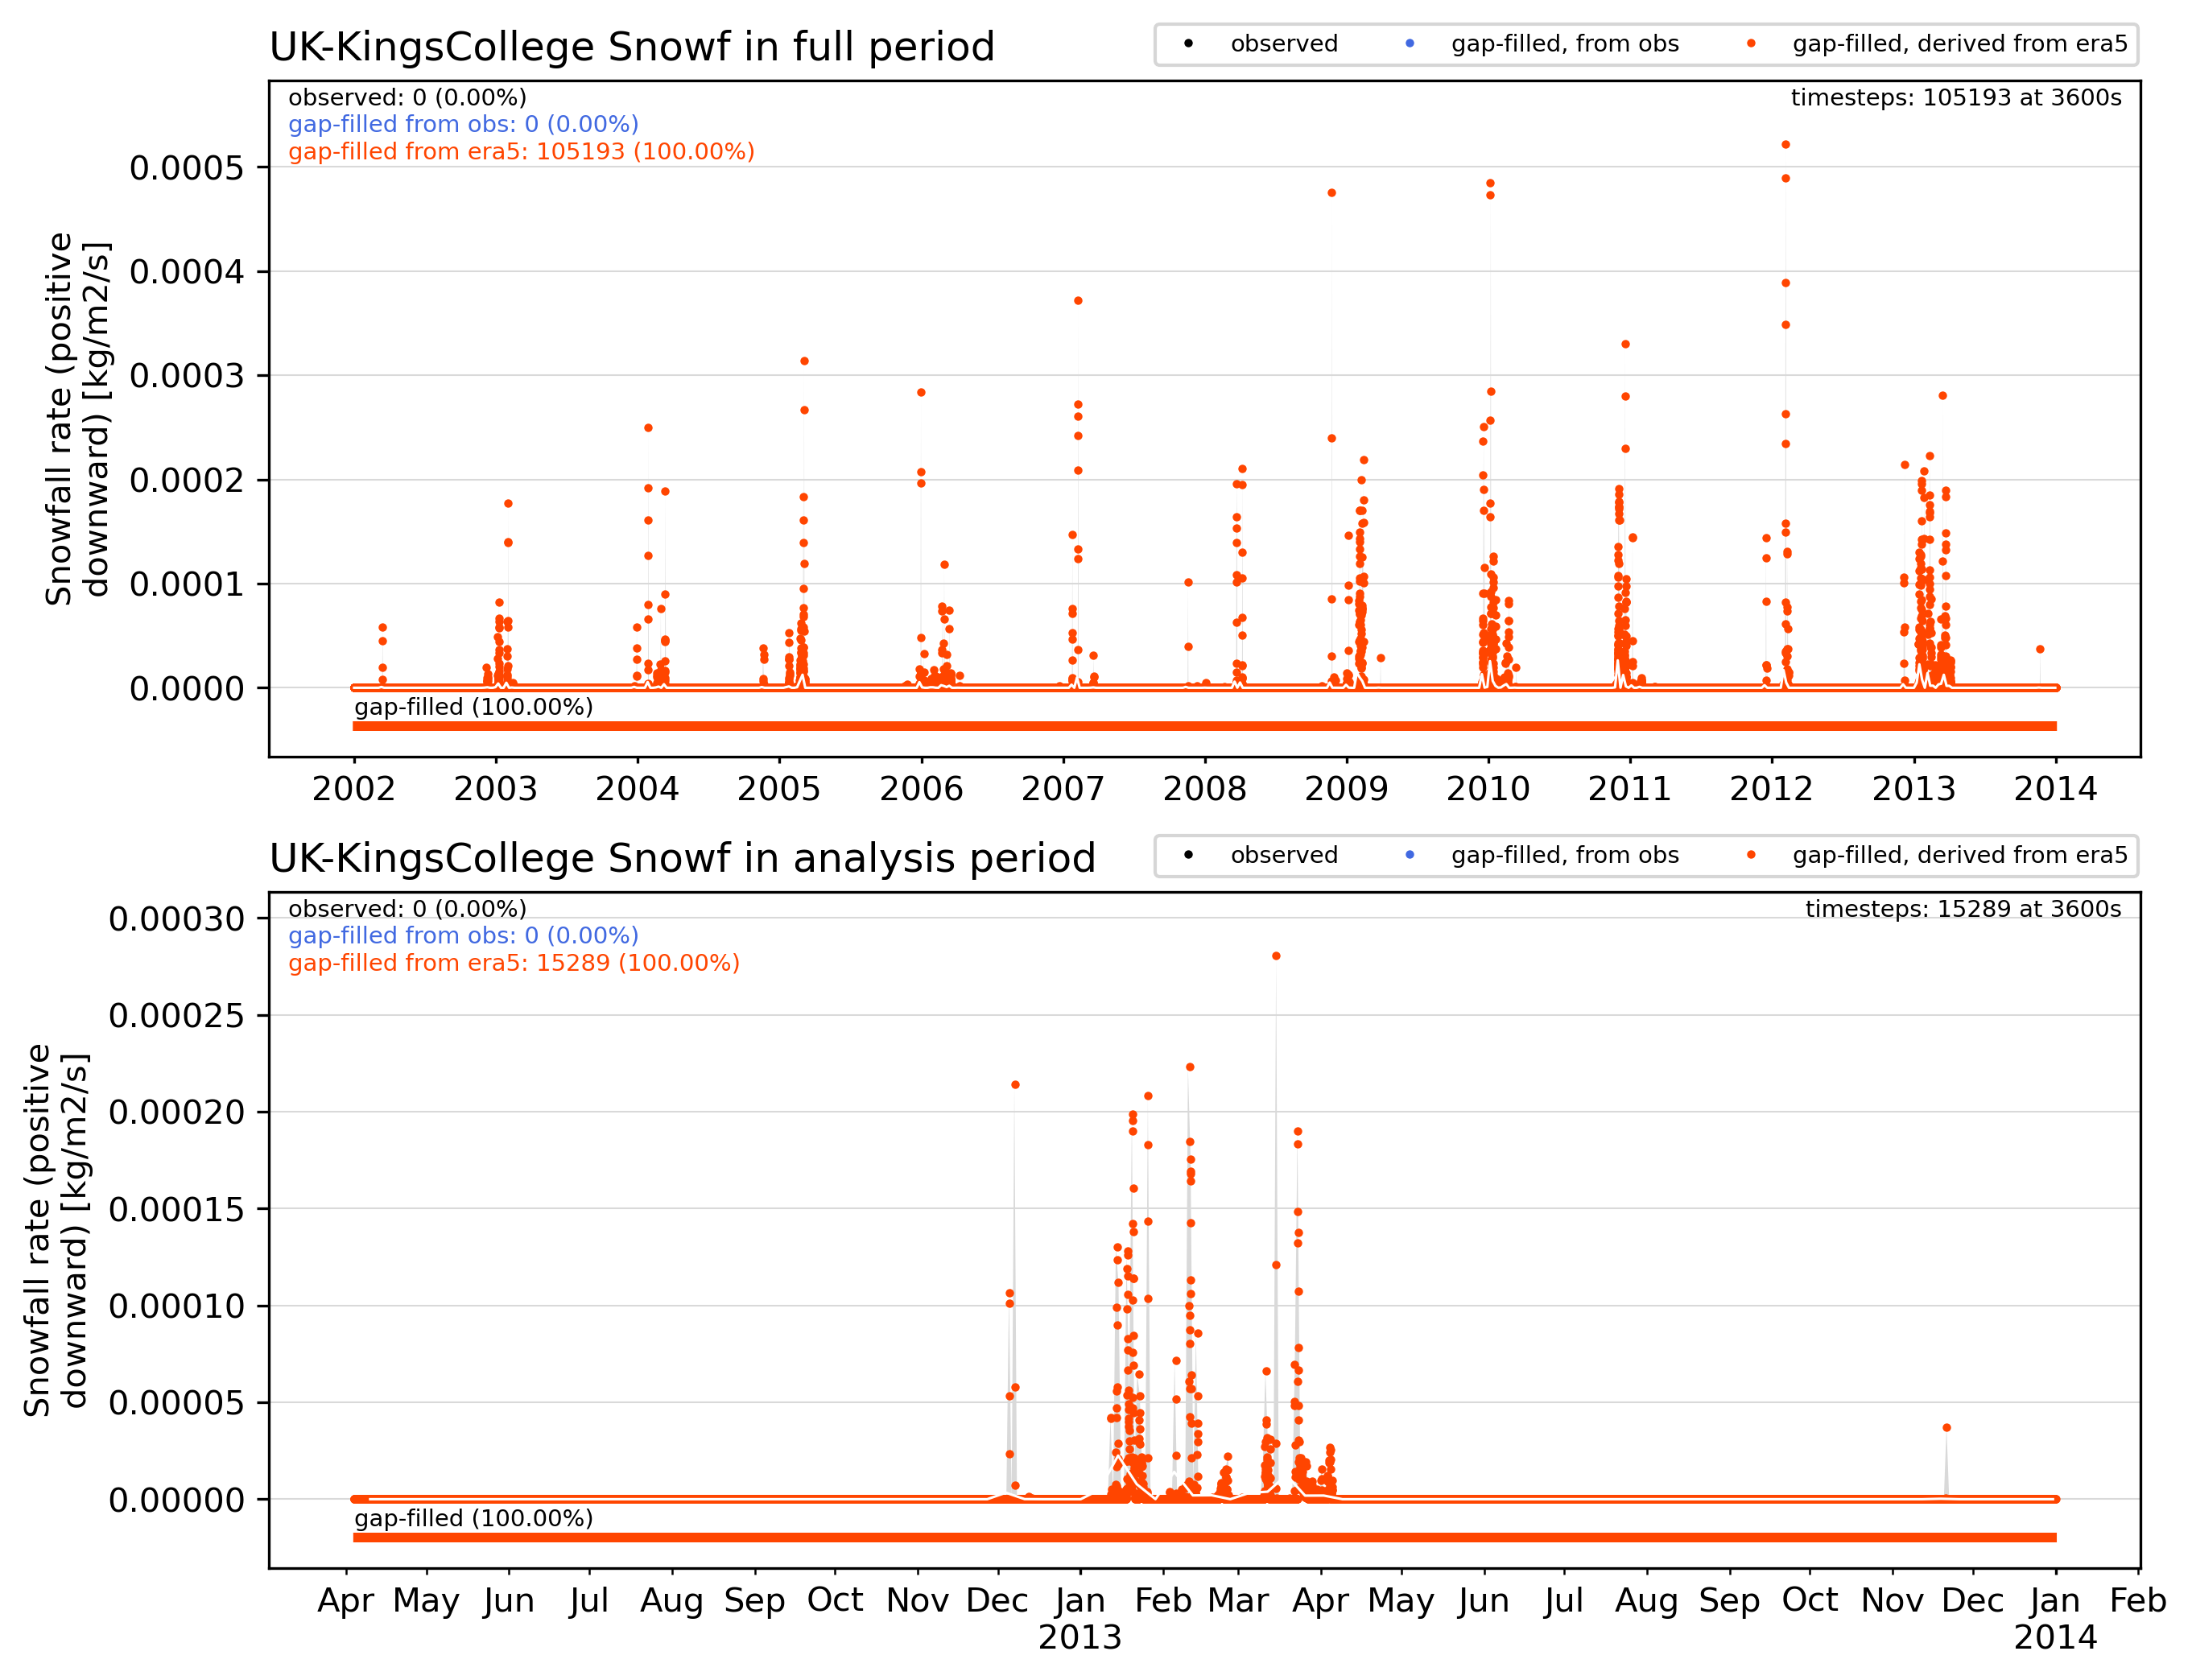 UK-KingsCollege Snowf in full period
observed
gap-filled, from obs
gap-filled, derived from era5
observed: 0 (0.00%)
gap-filled from obs: 0 (0.00%)
gap-filled from era5: 105193 (100.00%)
timesteps: 105193 at 3600s
Snowfall rate (positive
downward) [kg/m2/s]
0.0005
0.0004
0.0003
0.0002
0.0001
0.0000
gap-filled (100.00%)
2002 2003 2004 2005 2006 2007 2008 2009 2010 2011 2012 2013 2014
UK-KingsCollege Snowf in analysis period
observed
gap-filled, from obs
gap-filled, derived from era5
observed: 0 (0.00%)
gap-filled from obs: 0 (0.00%)
gap-filled from era5: 15289 (100.00%)
timesteps: 15289 at 3600s
Snowfall rate (positive
downward) [kg/m2/s]
0.00030
0.00025
0.00020
0.00015
0.00010
0.00005
0.00000
gap-filled (100.00%)
Apr May Jun Jul Aug Sep Oct Nov Dec Jan Feb Mar Apr May Jun Jul Aug Sep Oct Nov Dec Jan Feb
2013 2014